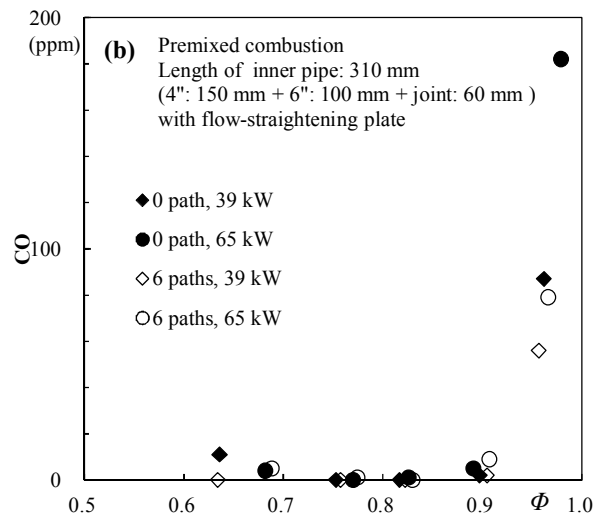 200
(ppm)
(b) Premixed combustion
Length of inner pipe: 310 mm
(4": 150 mm + 6": 100 mm + joint: 60 mm )
with flow-straightening plate
0 path, 39 kW
0 path, 65 kW
6 paths, 39 kW
6 paths, 65 kW
100
CO
0
0.5 0.6 0.7 0.8 0.9 Φ 1.0